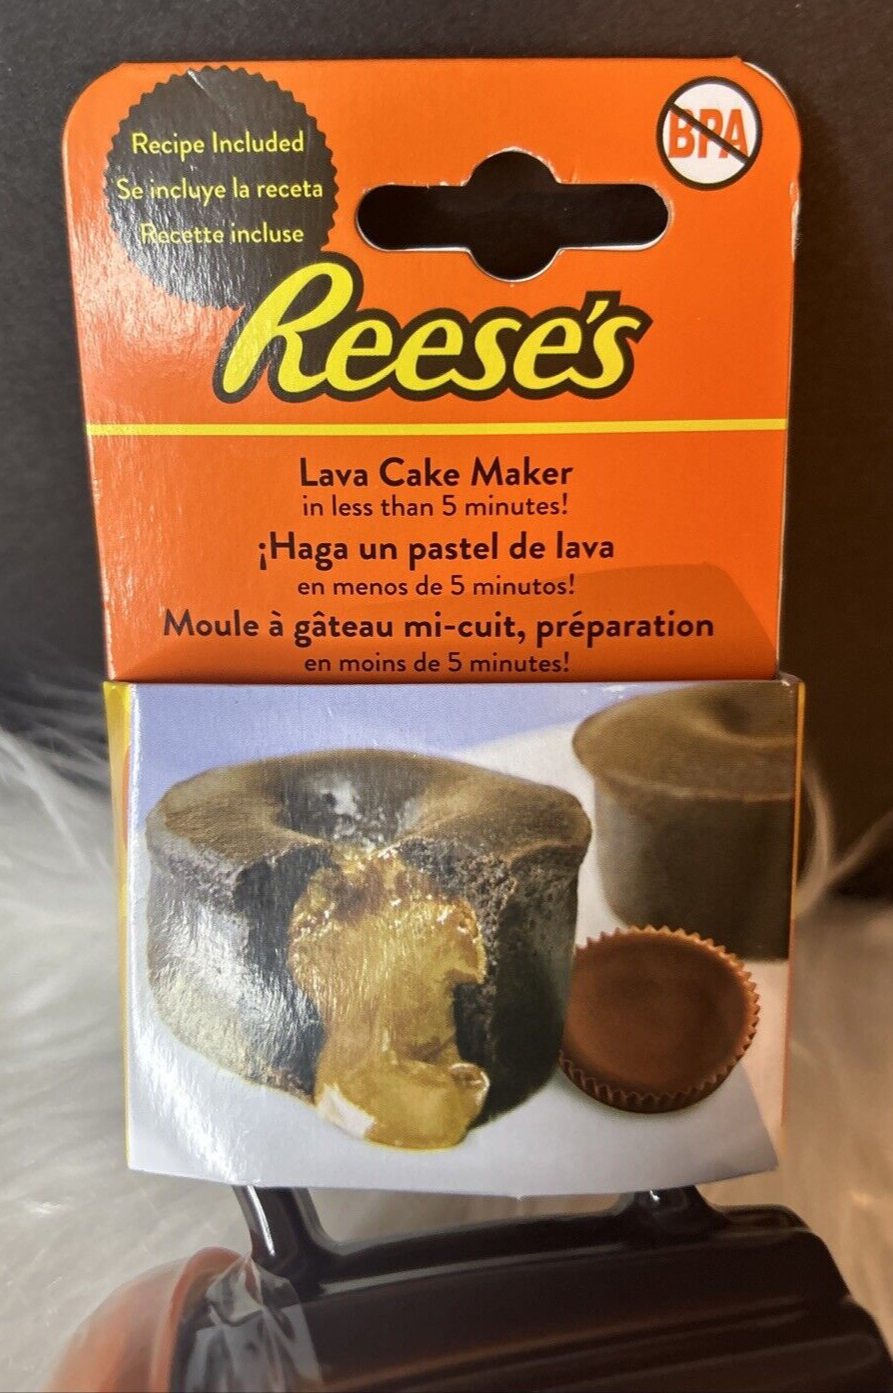 Recipe Included
Se incluye la receta
Recette incluse
BPA
Reese's
Lava Cake Maker
in less than 5 minutes!
¡Haga un pastel de lava
en menos de 5 minutos!
Moule à gâteau mi-cuit, préparation
en moins de 5 minutes!